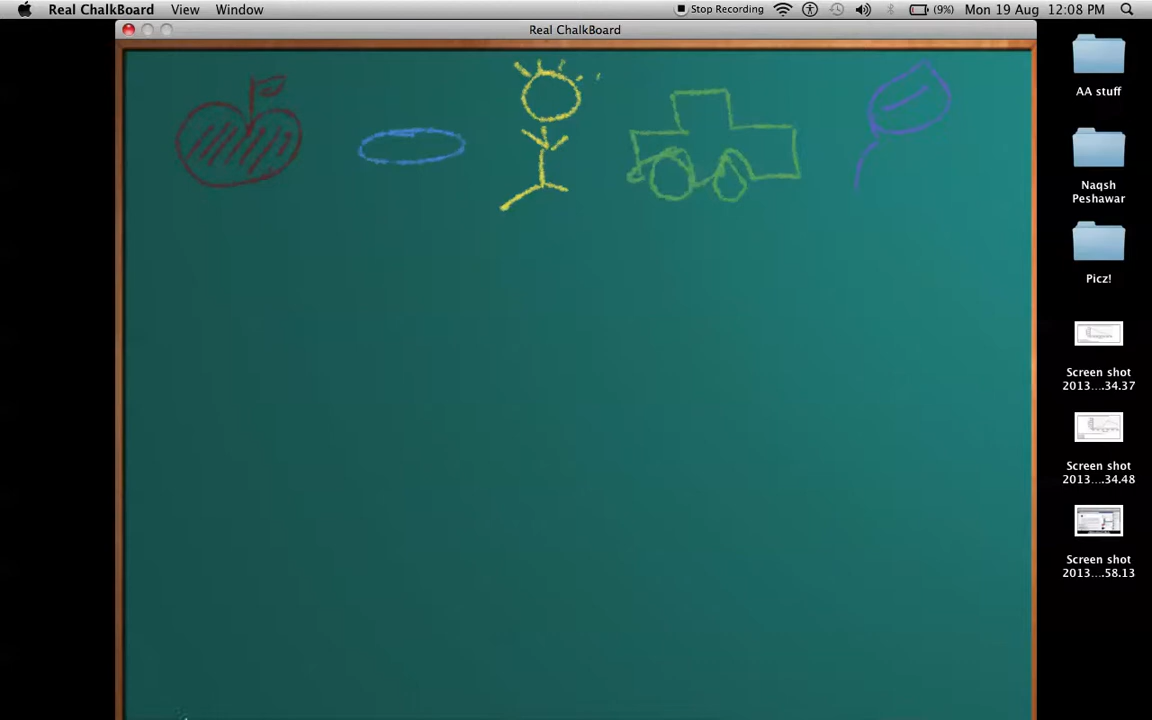 Real ChalkBoard View Window Stop Recording (9%) Mon 19 Aug 12:08 PM
Real ChalkBoard
AA stuff
Naqsh
Peshawar
Picz!
Screen shot
2013....34.37
Screen shot
2013....34.48
Screen shot
2013....58.13